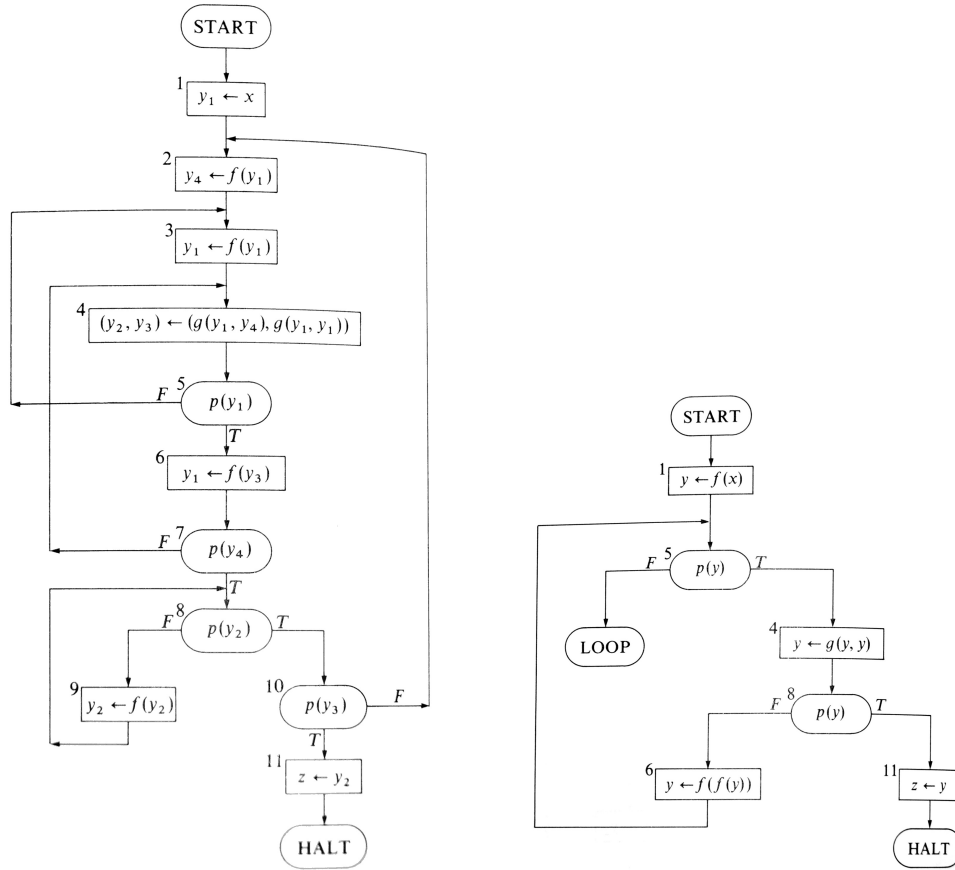 START
1
y₁ ← x
2
y₄ ← f(y₁)
3
y₁ ← f(y₁)
4
(y₂, y₃) ← (g(y₁, y₄), g(y₁, y₁))
5
F p(y₁)
T
6
y₁ ← f(y₃)
7
F p(y₄)
T
8
F p(y₂) T
9
y₂ ← f(y₂)
10
p(y₃) F
T
11
z ← y₂
HALT
START
1
y ← f(x)
5
F p(y) T
LOOP
4
y ← g(y, y)
8
F p(y) T
6
y ← f(f(y))
11
z ← y
HALT